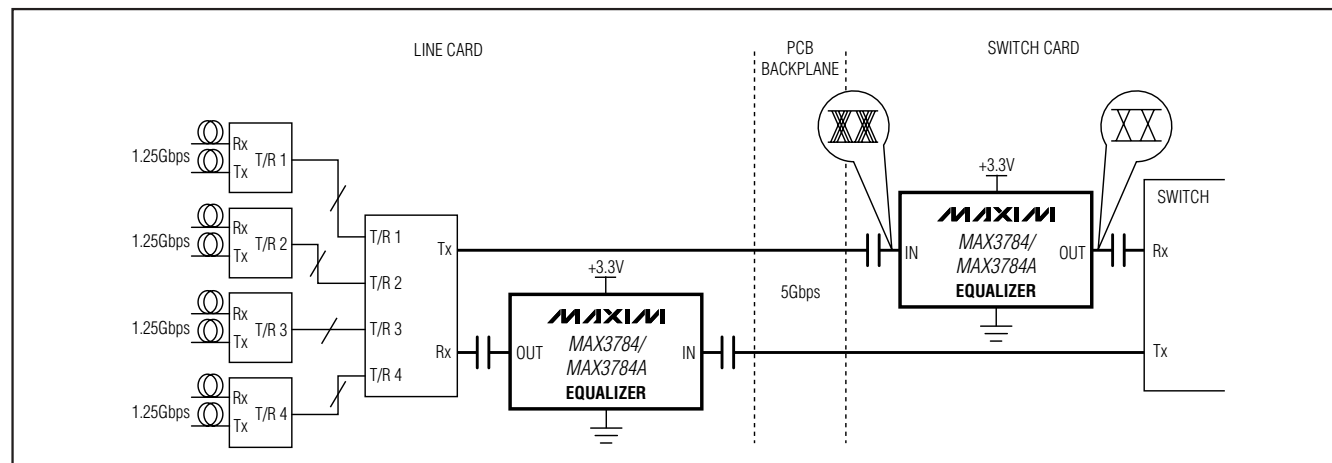 LINE CARD
PCB
BACKPLANE
SWITCH CARD
1.25Gbps
Rx
Tx
T/R 1
1.25Gbps
Rx
Tx
T/R 2
1.25Gbps
Rx
Tx
T/R 3
1.25Gbps
Rx
Tx
T/R 4
T/R 1
T/R 2
T/R 3
T/R 4
Tx
Rx
+3.3V
MAXIM
MAX3784/
MAX3784A
EQUALIZER
OUT
IN
5Gbps
+3.3V
MAXIM
MAX3784/
MAX3784A
EQUALIZER
IN
OUT
SWITCH
Rx
Tx